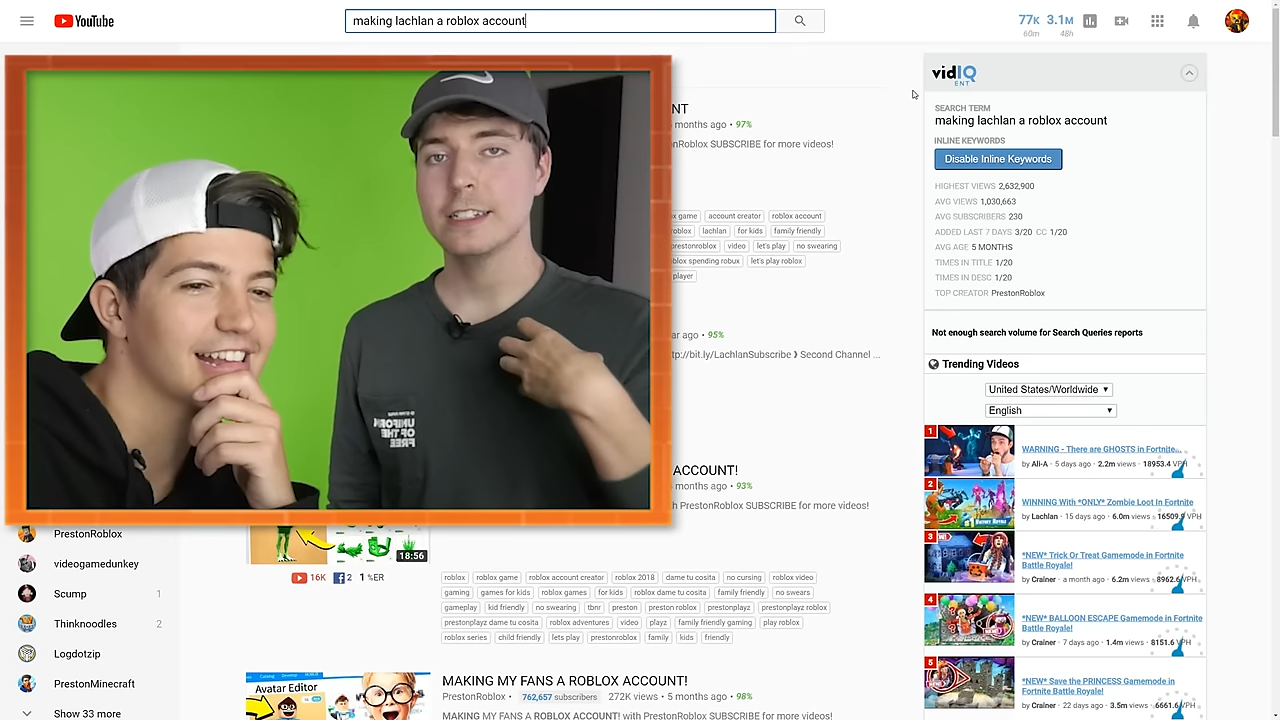 YouTube
making lachlan a roblox account
77K 3.1M
60m 48h
NT
months ago • 97%
nRoblox SUBSCRIBE for more videos!
x game account creator roblox account
roblox lachlan for kids family friendly
prestonroblox video let's play no swearing
blox spending robux let's play roblox
player
ar ago • 95%
tp://bit.ly/LachlanSubscribe ❱ Second Channel ...
ACCOUNT!
months ago • 93%
h PrestonRoblox SUBSCRIBE for more videos!
18:56
16K 2 1 %ER
roblox roblox game roblox account creator roblox 2018 dame tu cosita no cursing roblox video
gaming games for kids roblox games for kids roblox dame tu cosita family friendly no swears
gameplay kid friendly no swearing tbnr preston preston roblox prestonplayz prestonplayz roblox
prestonplayz dame tu cosita roblox adventures video playz family friendly gaming play roblox
roblox series child friendly lets play prestonroblox family kids friendly
Avatar Editor
MAKING MY FANS A ROBLOX ACCOUNT!
PrestonRoblox • 762,657 subscribers • 272K views • 5 months ago • 98%
MAKING MY FANS A ROBLOX ACCOUNT! with PrestonRoblox SUBSCRIBE for more videos!
PrestonRoblox
videogamedunkey
Scump 1
Thinknoodles 2
Logdotzip
PrestonMinecraft
Show 33 more
UNIFORM
OF THE
FREE
vidIQ
ENT
SEARCH TERM
making lachlan a roblox account
INLINE KEYWORDS
Disable Inline Keywords
HIGHEST VIEWS 2,632,900
AVG VIEWS 1,030,663
AVG SUBSCRIBERS 230
ADDED LAST 7 DAYS 3/20 CC 1/20
AVG AGE 5 MONTHS
TIMES IN TITLE 1/20
TIMES IN DESC 1/20
TOP CREATOR PrestonRoblox
Not enough search volume for Search Queries reports
Trending Videos
United States/Worldwide
English
1
WARNING - There are GHOSTS in Fortnite...
by Ali-A • 5 days ago • 2.2m views • 18953.4 VPH
2
WINNING With *ONLY* Zombie Loot In Fortnite
by Lachlan • 15 days ago • 6.0m views • 16509.9 VPH
3
*NEW* Trick Or Treat Gamemode in Fortnite
Battle Royale!
by Crainer • a month ago • 6.2m views • 8962.6 VPH
4
*NEW* BALLOON ESCAPE Gamemode in Fortnite
Battle Royale!
by Crainer • 7 days ago • 1.4m views • 8151.6 VPH
5
*NEW* Save the PRINCESS Gamemode in
Fortnite Battle Royale!
by Crainer • 22 days ago • 3.5m views • 6661.6 VPH